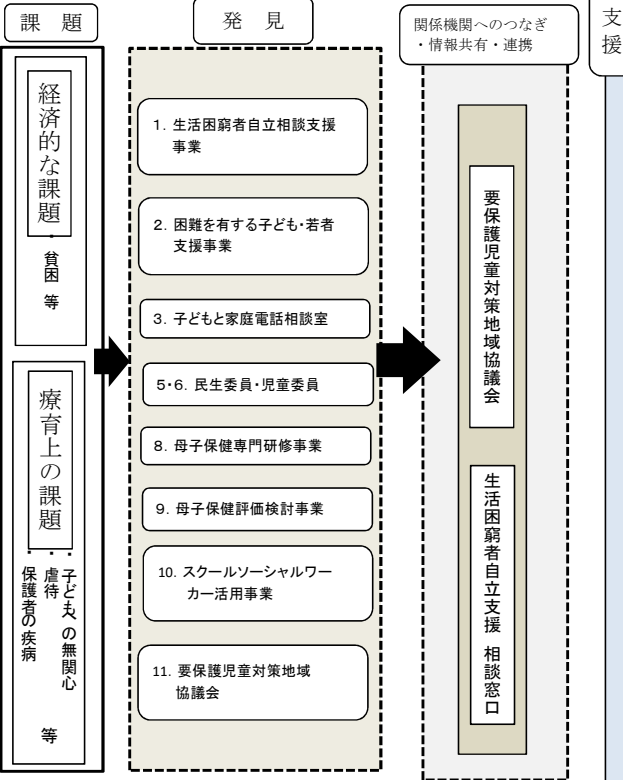 課 題
経済的な課題
・貧困 等
療育上の課題
・子どもへの無関心
・虐待
・保護者の疾病
等
発 見
1．生活困窮者自立相談支援
事業
2．困難を有する子ども・若者
支援事業
3．子どもと家庭電話相談室
5・6．民生委員・児童委員
8．母子保健専門研修事業
9．母子保健評価検討事業
10．スクールソーシャルワー
カー活用事業
11．要保護児童対策地域
協議会
関係機関へのつなぎ
・情報共有・連携
要保護児童対策地域協議会
生活困窮者自立支援 相談窓口
支
援